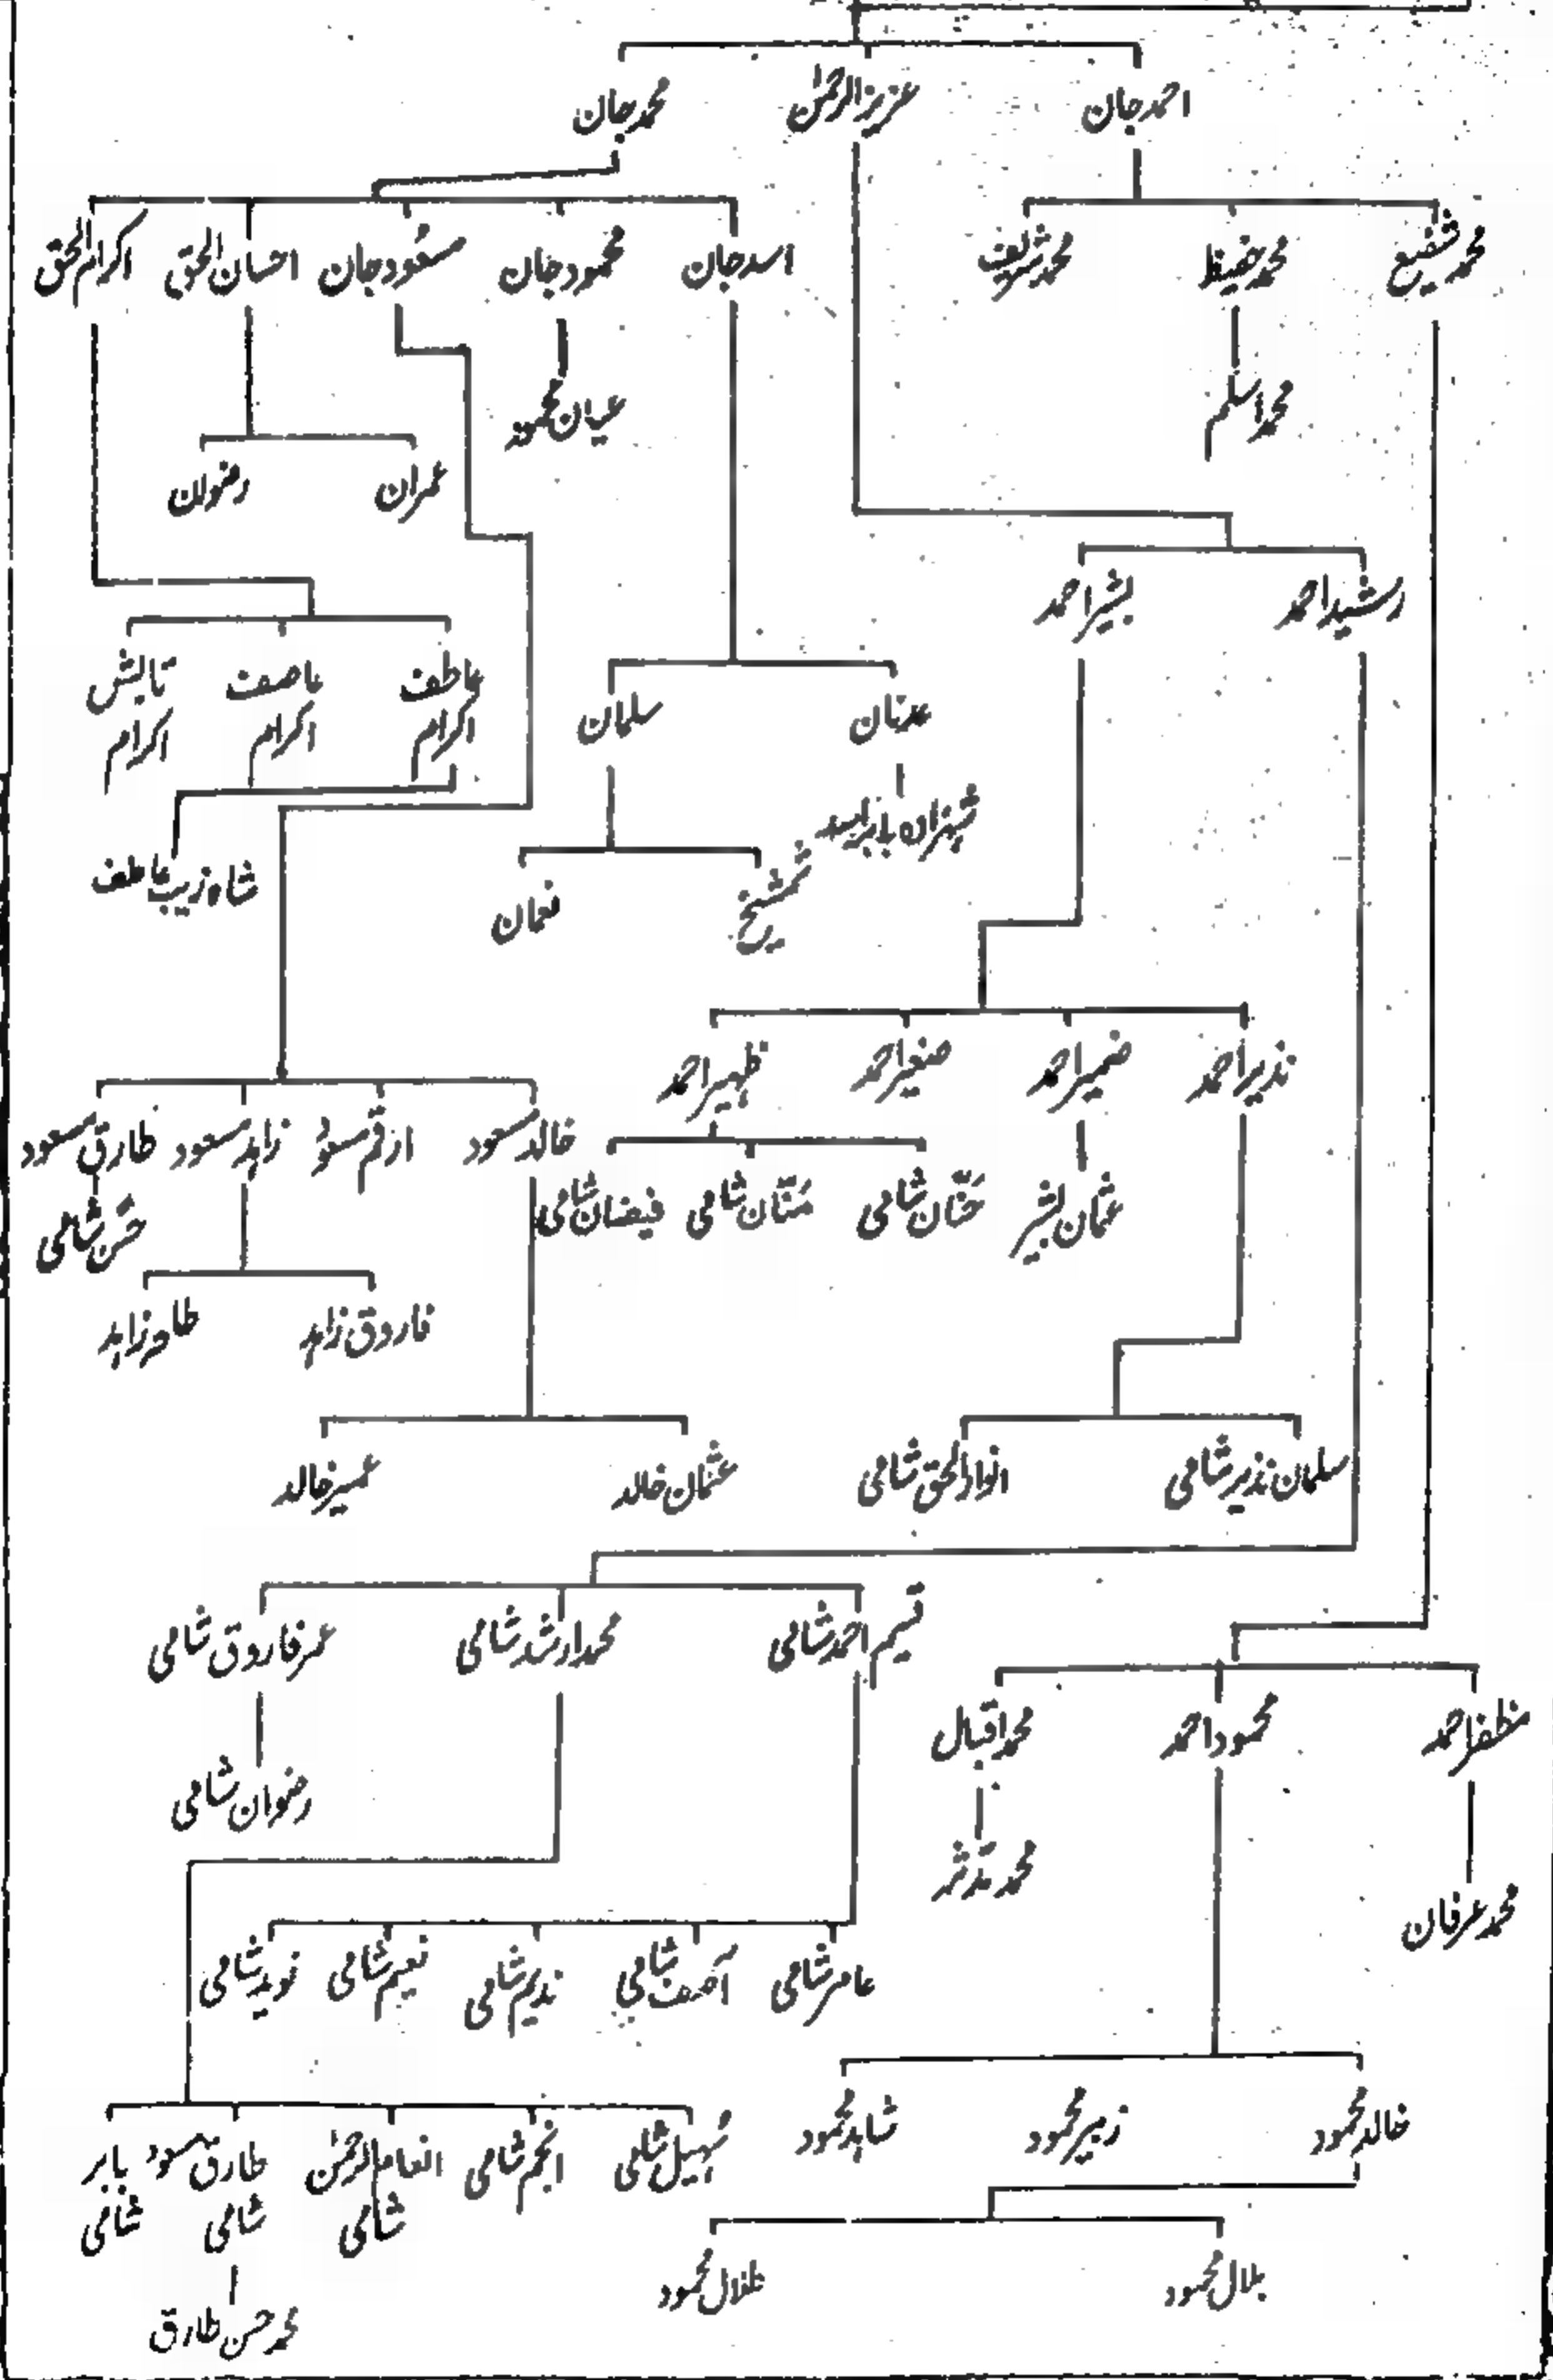 احمد جان
عزیز الرحمٰن
محمد جان
محمد شفیع
محمد حفیظ
محمد شریف
اسد جان
محمود جان
مسعود جان
احسان الحق
اکرام الحق
محمد اسلم
عیان محمود
عمران
رضوان
رشید احمد
بشیر احمد
عاطف
اکرام
عاصف
اکرام
تابش
اکرام
عدنان
سلمان
شاہ زیب عاطف
نعمان
نذیر احمد
ضمیر احمد
صغیر احمد
ظہیر احمد
خالد مسعود
ارقم مسعود
زاہد مسعود
طارق مسعود
عثمان بشیر
حنّان شامی
منّان شامی
فیضان شامی
حسن شامی
فاروق زاہد
طاہر زاہد
سلمان نذیر شامی
انوار الحق شامی
عثمان خالد
عمیر خالد
قسیم احمد شامی
محمد ارشد شامی
عمر فاروق شامی
مظفر احمد
محمود احمد
محمد اقبال
رضوان شامی
محمد مدثر
محمد عرفان
عامر شامی
آصف شامی
ندیم شامی
نعیم شامی
نوید شامی
خالد محمود
زبیر محمود
شاہد محمود
سہیل شامی
انجم شامی
انعام الرحمٰن
شامی
طارق مسعود
شامی
بابر
شامی
بلال محمود
طلال محمود
محمد حسن طارق